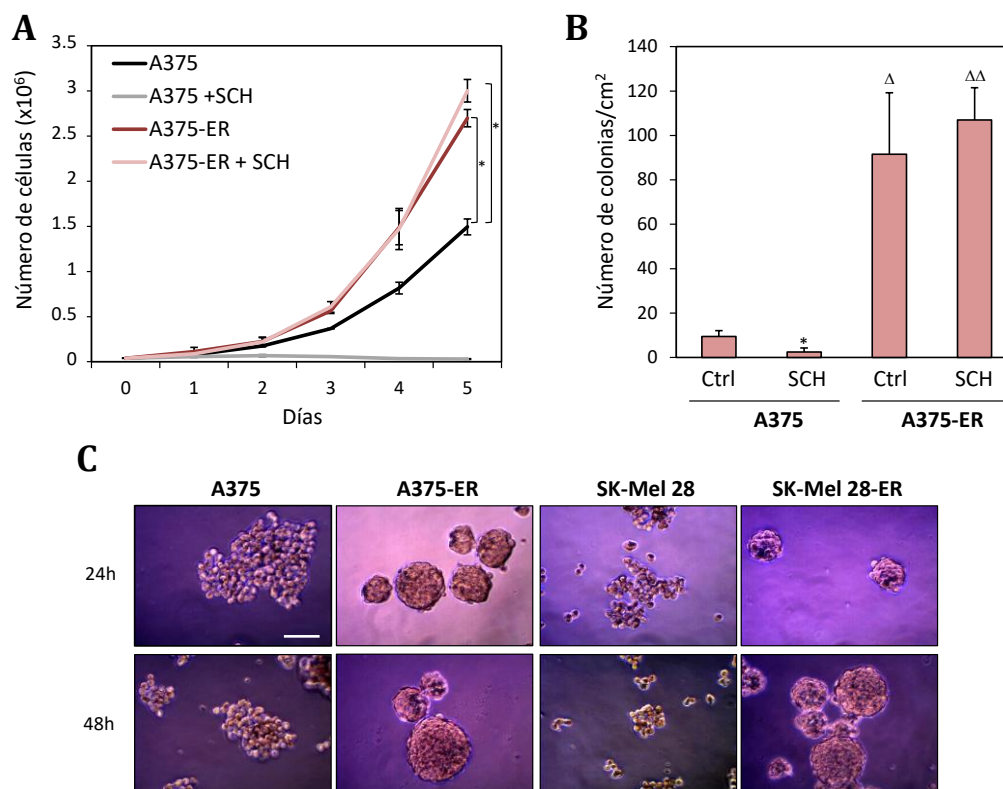 A
Número de células (x10⁶)
3.5
3
2.5
2
1.5
1
0.5
0
A375
A375 +SCH
A375-ER
A375-ER + SCH
*
*
0 1 2 3 4 5
Días
B
Número de colonias/cm²
140
120
100
80
60
40
20
0
*
Δ
ΔΔ
Ctrl SCH Ctrl SCH
A375 A375-ER
C
A375 A375-ER SK-Mel 28 SK-Mel 28-ER
24h
48h